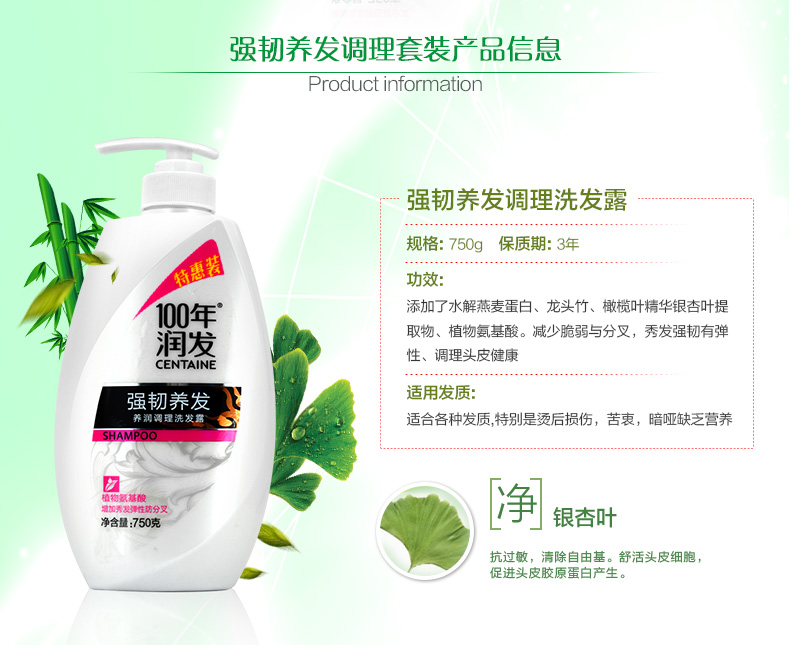 强韧养发调理套装产品信息
Product information
特惠装
100年®
润发
CENTAINE
强韧养发
养润调理洗发露
SHAMPOO
植物氨基酸
增加秀发弹性防分叉
净含量:750克
强韧养发调理洗发露
规格: 750g 保质期: 3年
功效:
添加了水解燕麦蛋白、龙头竹、橄榄叶精华银杏叶提
取物、植物氨基酸。减少脆弱与分叉，秀发强韧有弹
性、调理头皮健康
适用发质:
适合各种发质,特别是烫后损伤，苦衷，暗哑缺乏营养
净 银杏叶
抗过敏，清除自由基。舒活头皮细胞，
促进头皮胶原蛋白产生。